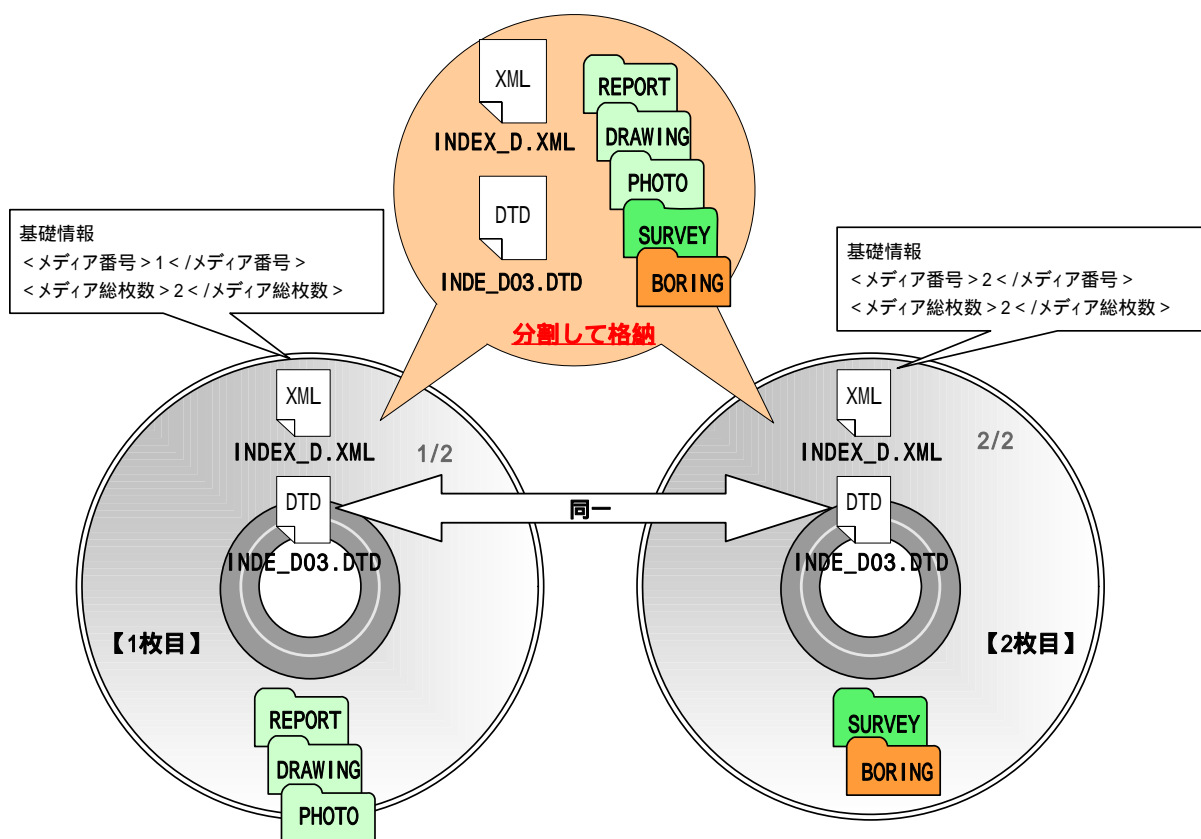 XML
INDEX_D.XML
DTD
INDE_D03.DTD
REPORT
DRAWING
PHOTO
SURVEY
BORING
分割して格納
基礎情報
<メディア番号>1</メディア番号>
<メディア総枚数>2</メディア総枚数>
基礎情報
<メディア番号>2</メディア番号>
<メディア総枚数>2</メディア総枚数>
XML
INDEX_D.XML
1/2
DTD
INDE_D03.DTD
【1枚目】
REPORT
DRAWING
PHOTO
同一
XML
INDEX_D.XML
2/2
DTD
INDE_D03.DTD
【2枚目】
SURVEY
BORING